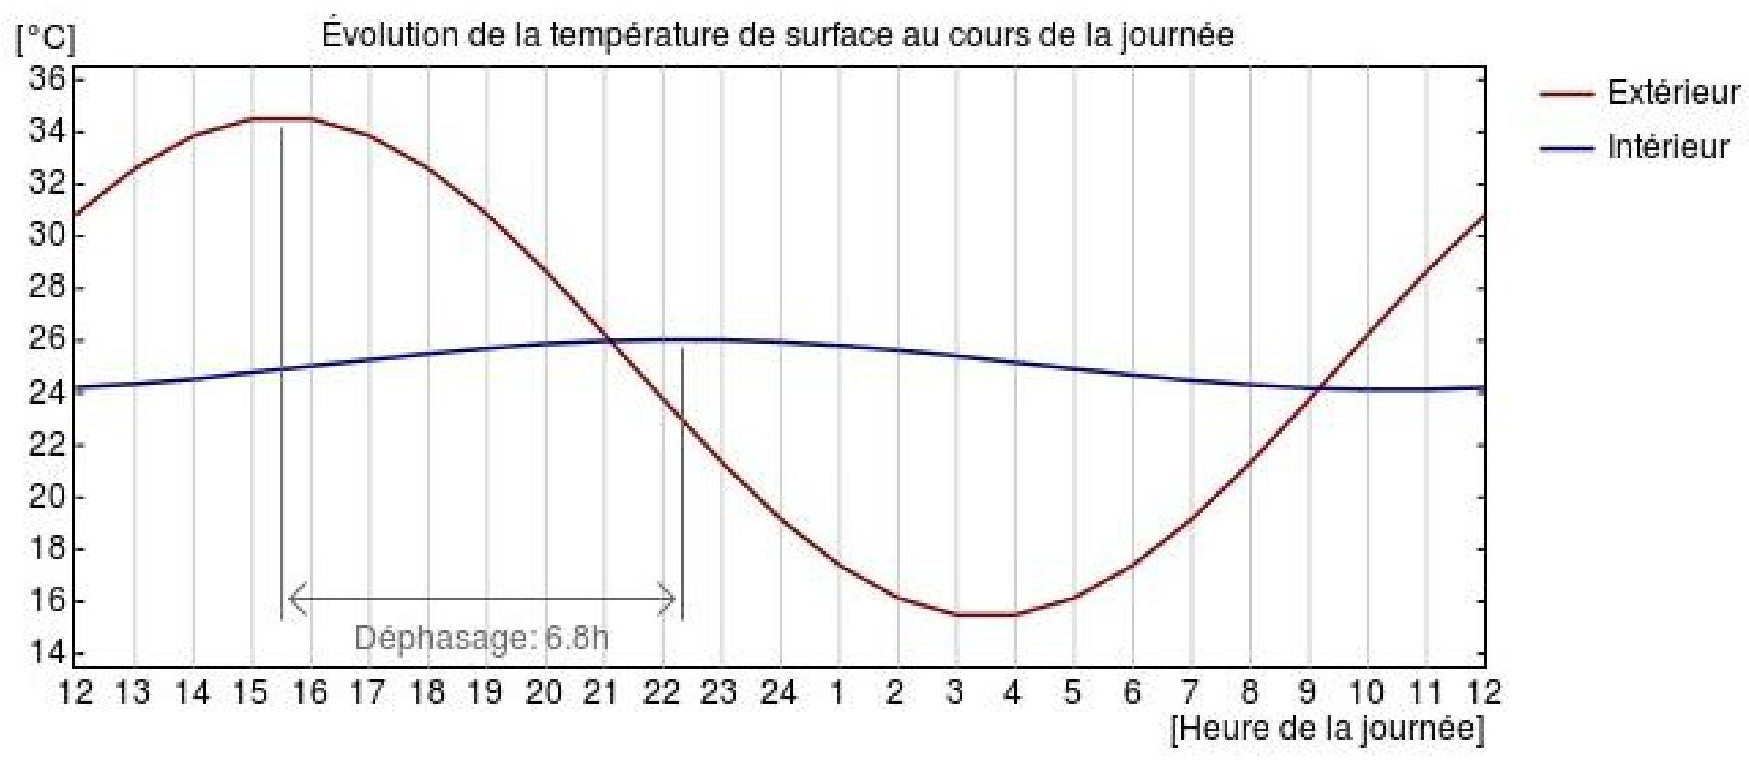 [°C]
Évolution de la température de surface au cours de la journée
36
34
32
30
28
26
24
22
20
18
16
14
Extérieur
Intérieur
Déphasage: 6.8h
12 13 14 15 16 17 18 19 20 21 22 23 24 1 2 3 4 5 6 7 8 9 10 11 12
[Heure de la journée]